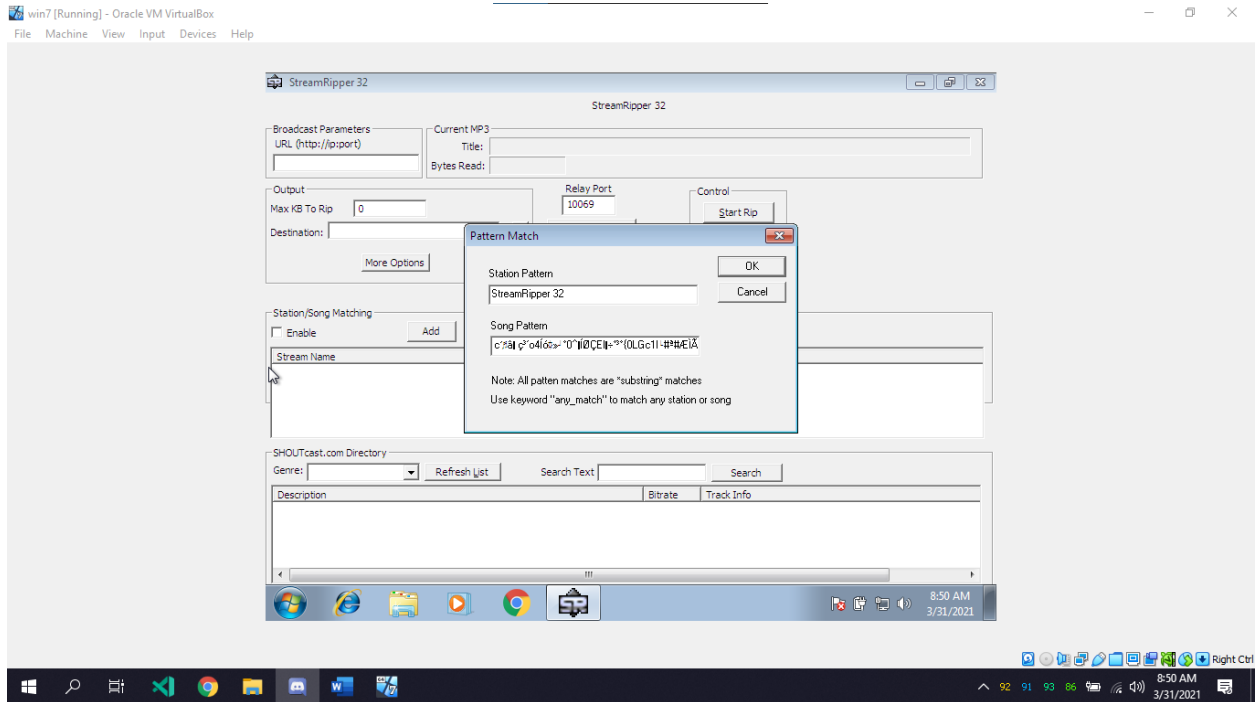 win7 [Running] - Oracle VM VirtualBox
File Machine View Input Devices Help
StreamRipper 32
StreamRipper 32
Broadcast Parameters
URL (http://ip:port)
Current MP3
Title:
Bytes Read:
Output
Max KB To Rip 0
Destination:
More Options
Relay Port
10069
Control
Start Rip
Pattern Match
Station Pattern
StreamRipper 32
OK
Cancel
Song Pattern
Note: All patten matches are *substring* matches
Use keyword "any_match" to match any station or song
Station/Song Matching
Enable Add
Stream Name
SHOUTcast.com Directory
Genre: Refresh List Search Text Search
Description Bitrate Track Info
8:50 AM
3/31/2021
Right Ctrl
92 91 93 86
8:50 AM
3/31/2021